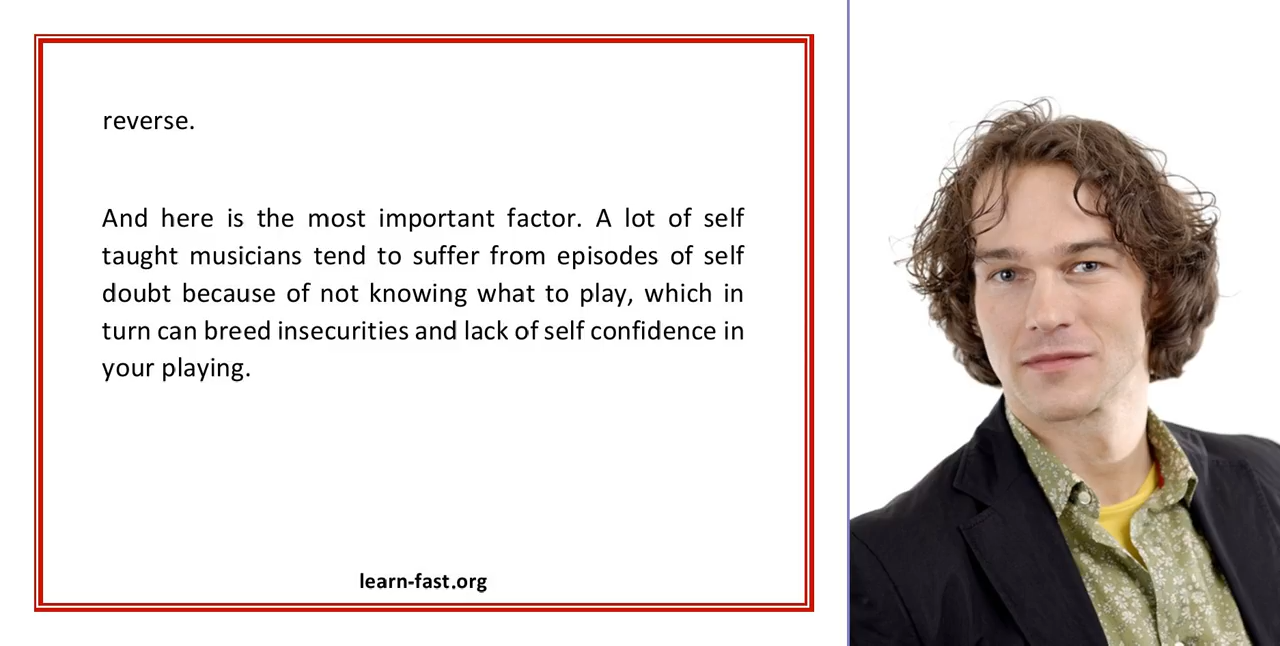 reverse.
And here is the most important factor. A lot of self
taught musicians tend to suffer from episodes of self
doubt because of not knowing what to play, which in
turn can breed insecurities and lack of self confidence in
your playing.
learn-fast.org